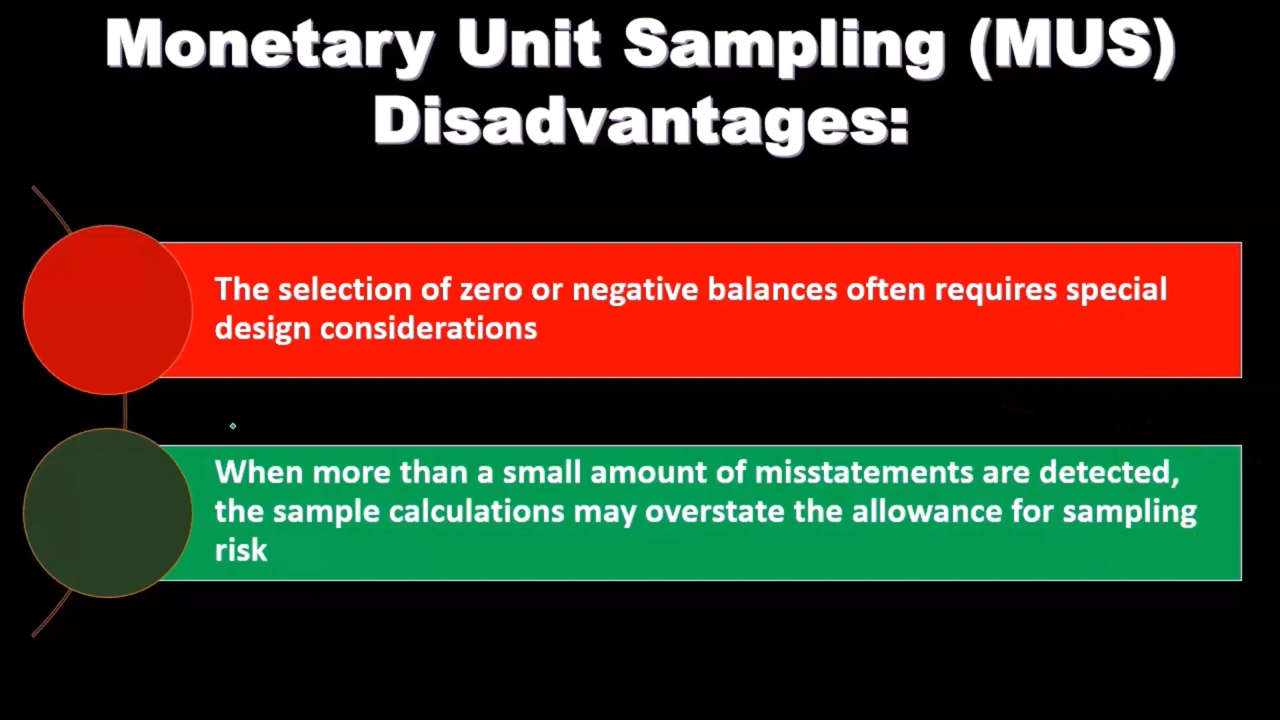 Monetary Unit Sampling (MUS)
Disadvantages:
The selection of zero or negative balances often requires special
design considerations
When more than a small amount of misstatements are detected,
the sample calculations may overstate the allowance for sampling
risk